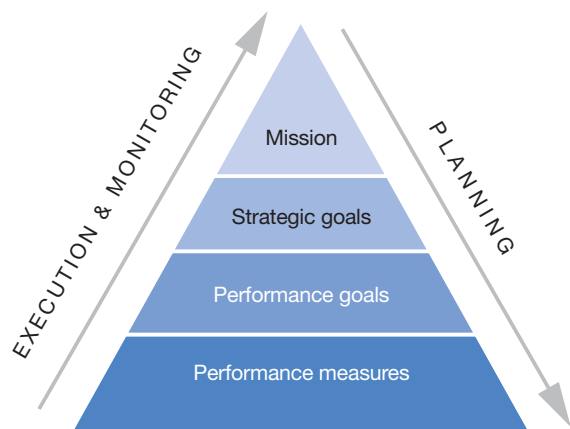 EXECUTION & MONITORING
PLANNING
Mission
Strategic goals
Performance goals
Performance measures